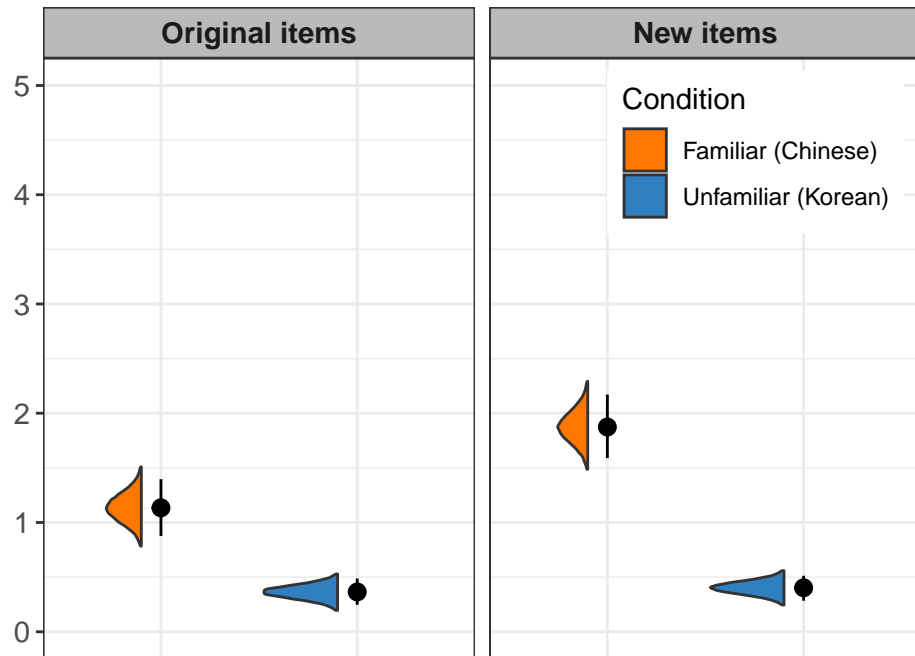 Original items
New items
5
4
3
2
1
0
Condition
Familiar (Chinese)
Unfamiliar (Korean)